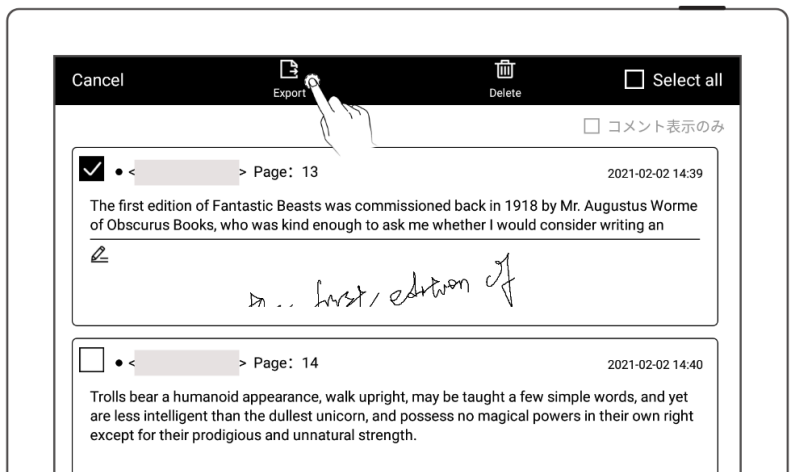 Cancel
Export
Delete
Select all
コメント表示のみ
● < > Page: 13
2021-02-02 14:39
The first edition of Fantastic Beasts was commissioned back in 1918 by Mr. Augustus Worme
of Obscurus Books, who was kind enough to ask me whether I would consider writing an
first, edition of
● < > Page: 14
2021-02-02 14:40
Trolls bear a humanoid appearance, walk upright, may be taught a few simple words, and yet
are less intelligent than the dullest unicorn, and possess no magical powers in their own right
except for their prodigious and unnatural strength.